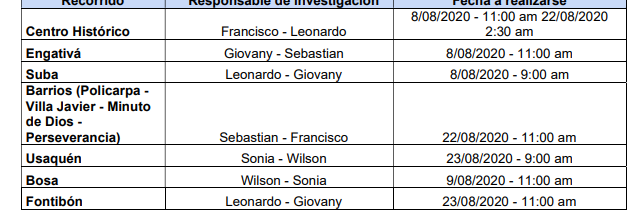 Recorrido Responsable de investigación Fecha a realizarse
8/08/2020 - 11:00 am 22/08/2020
Centro Histórico Francisco - Leonardo 2:30 am
Engativá Giovany - Sebastian 8/08/2020 - 11:00 am
Suba Leonardo - Giovany 8/08/2020 - 9:00 am
Barrios (Policarpa -
Villa Javier - Minuto
de Dios -
Perseverancia) Sebastian - Francisco 22/08/2020 - 11:00 am
Usaquén Sonia - Wilson 23/08/2020 - 9:00 am
Bosa Wilson - Sonia 9/08/2020 - 11:00 am
Fontibón Leonardo - Giovany 23/08/2020 - 11:00 am